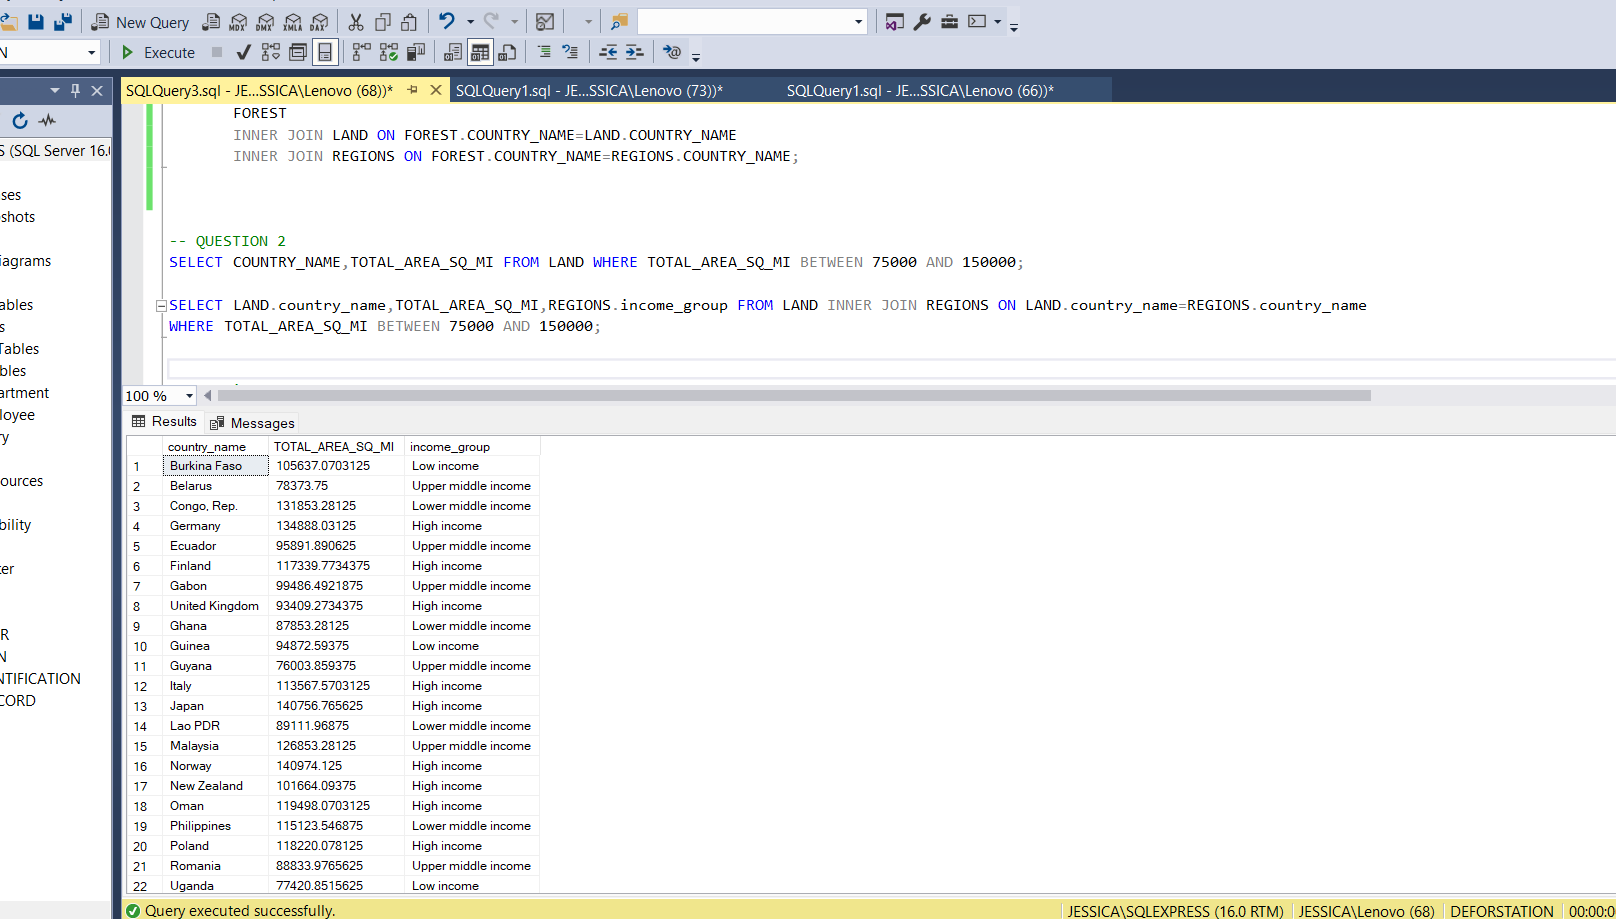 New Query
MDX
DMX
XMLA
DAX
N
Execute
SQLQuery3.sql - JE...SSICA\Lenovo (68))*
SQLQuery1.sql - JE...SSICA\Lenovo (73))*
SQLQuery1.sql - JE...SSICA\Lenovo (66))*
S (SQL Server 16.
ses
shots
iagrams
ables
s
Tables
bles
artment
loyee
ry
ources
bility
ter
R
N
NTIFICATION
CORD
FOREST
INNER JOIN LAND ON FOREST.COUNTRY_NAME=LAND.COUNTRY_NAME
INNER JOIN REGIONS ON FOREST.COUNTRY_NAME=REGIONS.COUNTRY_NAME;
-- QUESTION 2
SELECT COUNTRY_NAME,TOTAL_AREA_SQ_MI FROM LAND WHERE TOTAL_AREA_SQ_MI BETWEEN 75000 AND 150000;
SELECT LAND.country_name,TOTAL_AREA_SQ_MI,REGIONS.income_group FROM LAND INNER JOIN REGIONS ON LAND.country_name=REGIONS.country_name
WHERE TOTAL_AREA_SQ_MI BETWEEN 75000 AND 150000;
100 %
Results Messages
country_name TOTAL_AREA_SQ_MI income_group
1 Burkina Faso 105637.0703125 Low income
2 Belarus 78373.75 Upper middle income
3 Congo, Rep. 131853.28125 Lower middle income
4 Germany 134888.03125 High income
5 Ecuador 95891.890625 Upper middle income
6 Finland 117339.7734375 High income
7 Gabon 99486.4921875 Upper middle income
8 United Kingdom 93409.2734375 High income
9 Ghana 87853.28125 Lower middle income
10 Guinea 94872.59375 Low income
11 Guyana 76003.859375 Upper middle income
12 Italy 113567.5703125 High income
13 Japan 140756.765625 High income
14 Lao PDR 89111.96875 Lower middle income
15 Malaysia 126853.28125 Upper middle income
16 Norway 140974.125 High income
17 New Zealand 101664.09375 High income
18 Oman 119498.0703125 High income
19 Philippines 115123.546875 Lower middle income
20 Poland 118220.078125 High income
21 Romania 88833.9765625 Upper middle income
22 Uganda 77420.8515625 Low income
Query executed successfully.
JESSICA\SQLEXPRESS (16.0 RTM)
JESSICA\Lenovo (68)
DEFORSTATION
00:00:0